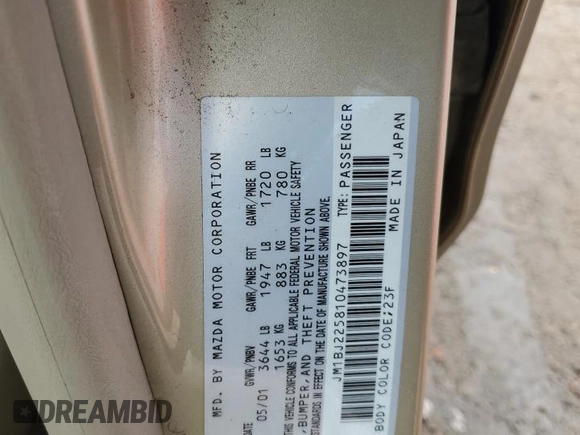 MFD. BY MAZDA MOTOR CORPORATION
DATE GVWR/PNBV GAWR/PNBE FRT GAWR/PNBE RR
05/01 3644 LB 1947 LB 1720 LB
1653 KG 883 KG 780 KG
THIS VEHICLE CONFORMS TO ALL APPLICABLE FEDERAL MOTOR VEHICLE SAFETY
,BUMPER,AND THEFT PREVENTION
STANDARDS IN EFFECT ON THE DATE OF MANUFACTURE SHOWN ABOVE.
JM1BJ225810473897 TYPE: PASSENGER
BODY COLOR CODE;23F
MADE IN JAPAN
DREAMBID